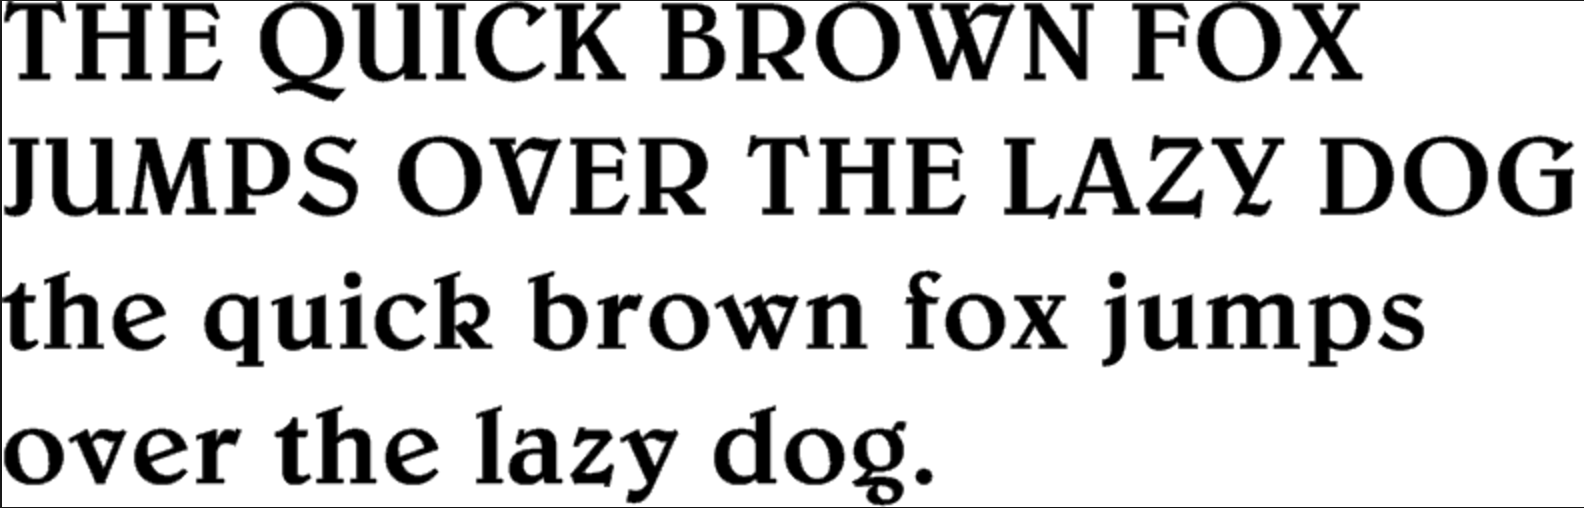 THE QUICK BROWN FOX
JUMPS OVER THE LAZY DOG
the quick brown fox jumps
over the lazy dog.